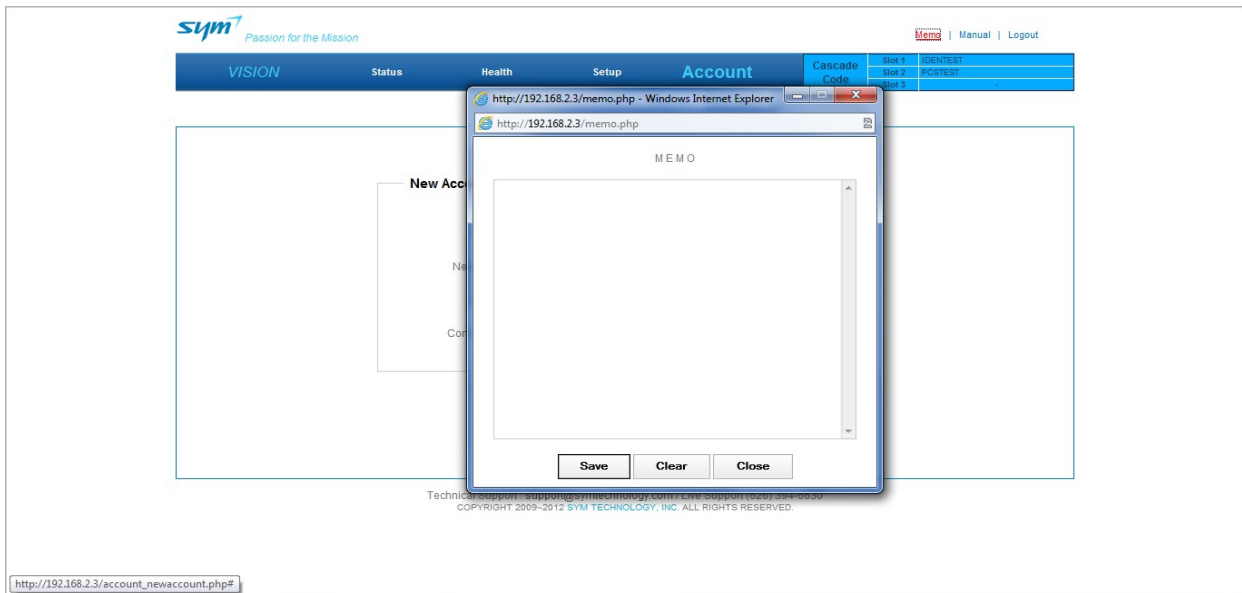 sym
Passion for the Mission
Memo | Manual | Logout
VISION Status Health Setup Account Cascade Code
Slot 1 IDENTEST
Slot 2 PCSTEST
Slot 3 -
http://192.168.2.3/memo.php - Windows Internet Explorer
http://192.168.2.3/memo.php
MEMO
New Acc
Ne
Con
Save Clear Close
Technical Support : support@symtechnology.com / Live Support (626) 394-
COPYRIGHT 2009~2012 SYM TECHNOLOGY, INC. ALL RIGHTS RESERVED.
http://192.168.2.3/account_newaccount.php#